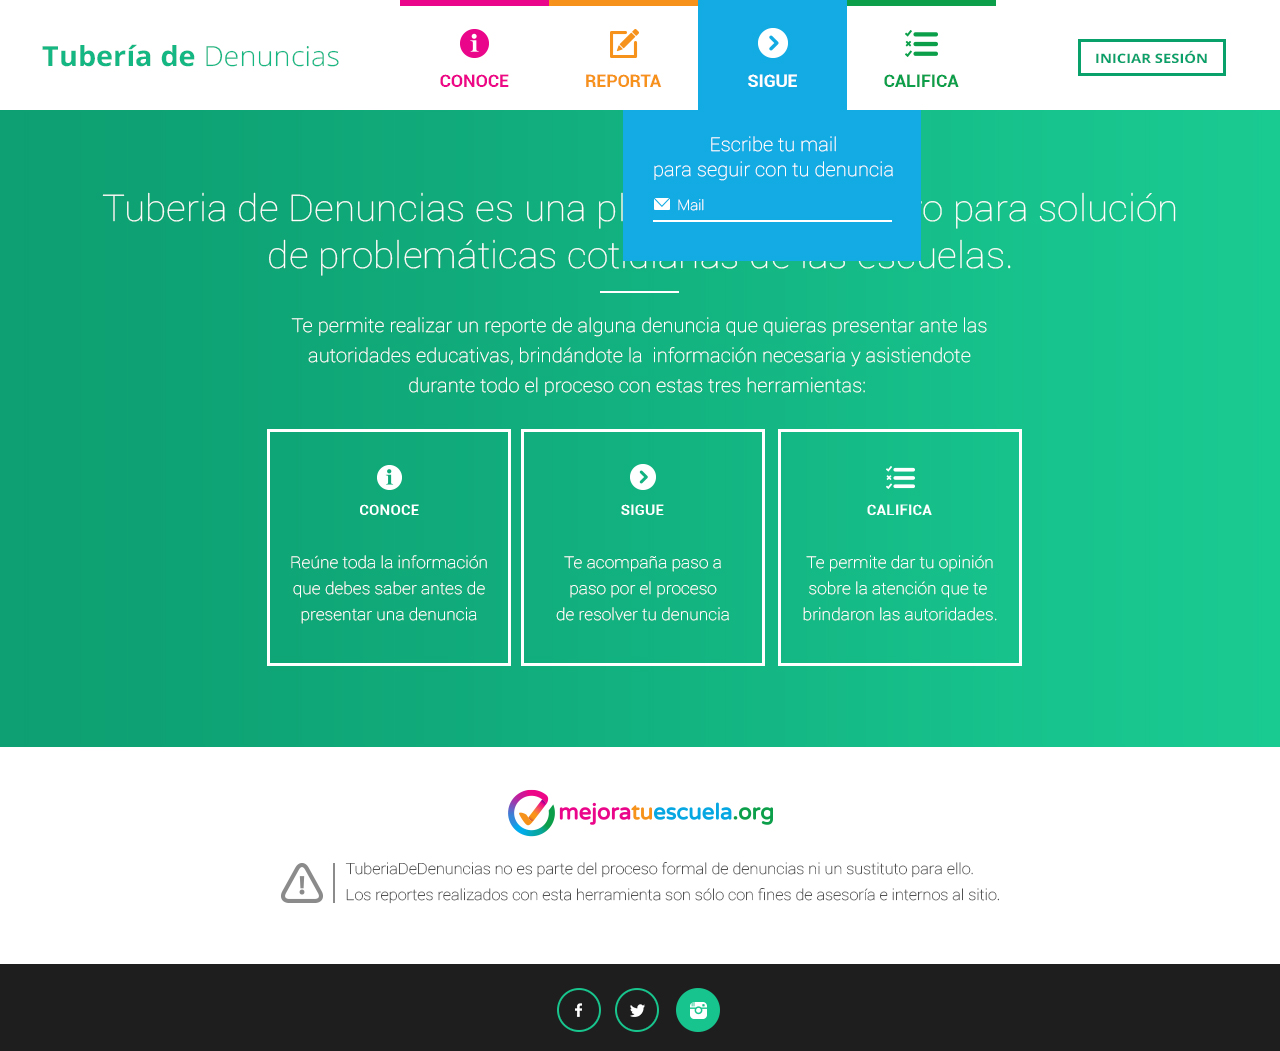 Tubería de Denuncias
CONOCE
REPORTA
SIGUE
CALIFICA
INICIAR SESIÓN
Escribe tu mail
para seguir con tu denuncia
Mail
Tuberia de Denuncias es una pl o para solución
de problemáticas cotidianas de las escuelas.
Te permite realizar un reporte de alguna denuncia que quieras presentar ante las
autoridades educativas, brindándote la información necesaria y asistiendote
durante todo el proceso con estas tres herramientas:
CONOCE
Reúne toda la información
que debes saber antes de
presentar una denuncia
SIGUE
Te acompaña paso a
paso por el proceso
de resolver tu denuncia
CALIFICA
Te permite dar tu opinión
sobre la atención que te
brindaron las autoridades.
mejoratuescuela.org
TuberiaDeDenuncias no es parte del proceso formal de denuncias ni un sustituto para ello.
Los reportes realizados con esta herramienta son sólo con fines de asesoría e internos al sitio.